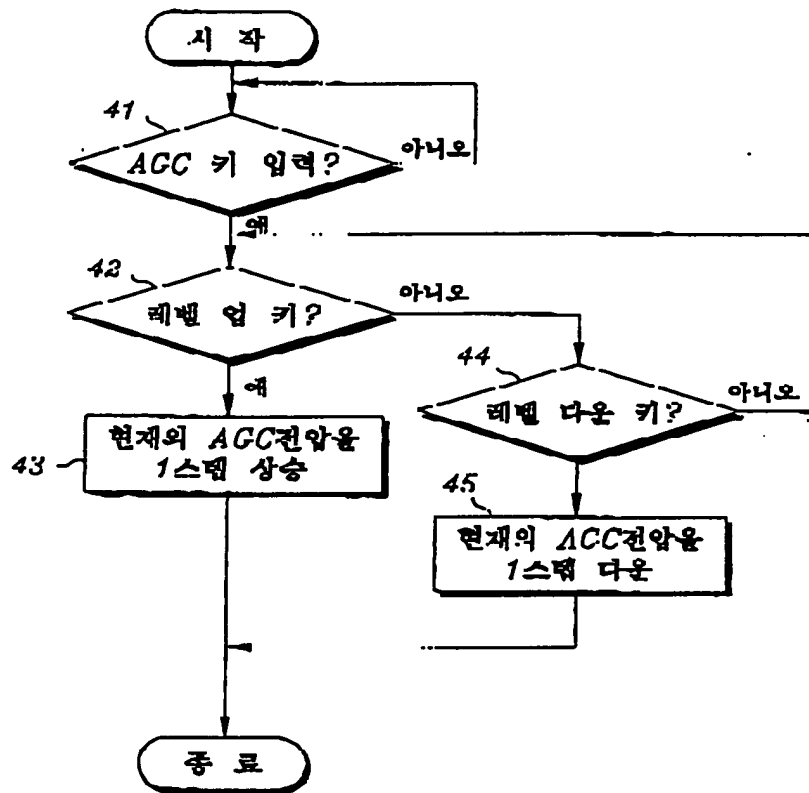 시 작
41
AGC 키 입력?
아니오
예
42
레벨 업 키?
아니오
44
예
레벨 다운 키?
아니오
현재의 AGC전압을
1스텝 상승
43
45
현재의 AGC전압을
1스텝 다운
종 료